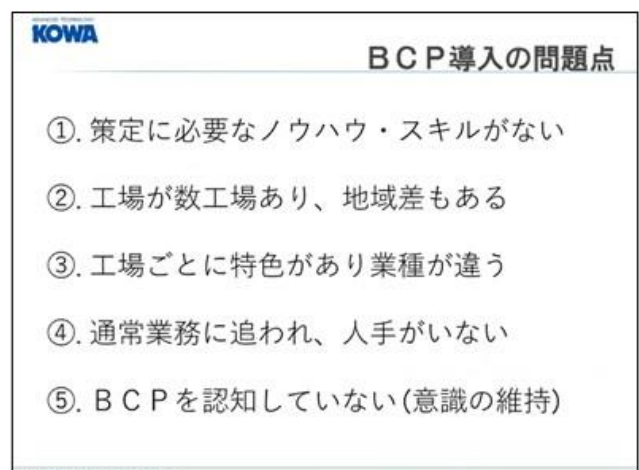 KOWA
ＢＣＰ導入の問題点
①. 策定に必要なノウハウ・スキルがない
②. 工場が数工場あり、地域差もある
③. 工場ごとに特色があり業種が違う
④. 通常業務に追われ、人手がいない
⑤. ＢＣＰを認知していない(意識の維持)